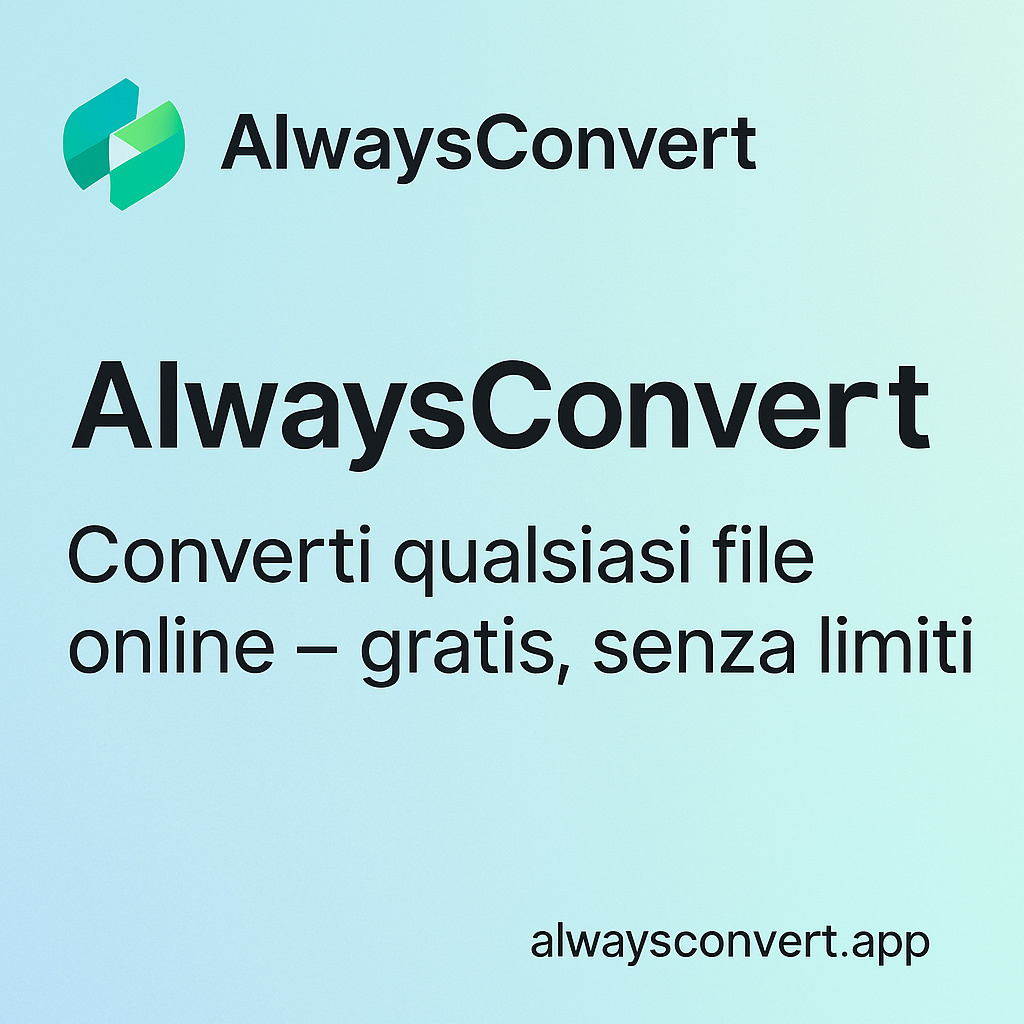 AlwaysConvert
AlwaysConvert
Converti qualsiasi file
online – gratis, senza limiti
alwaysconvert.app